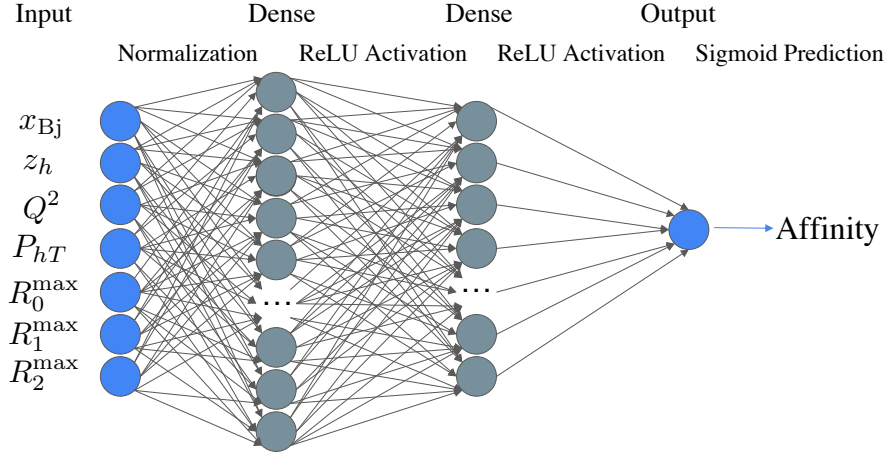 Input Dense Dense Output
Normalization ReLU Activation ReLU Activation Sigmoid Prediction
x_Bj
z_h
Q^2
P_hT
R_0^max
R_1^max
R_2^max
... ...
Affinity